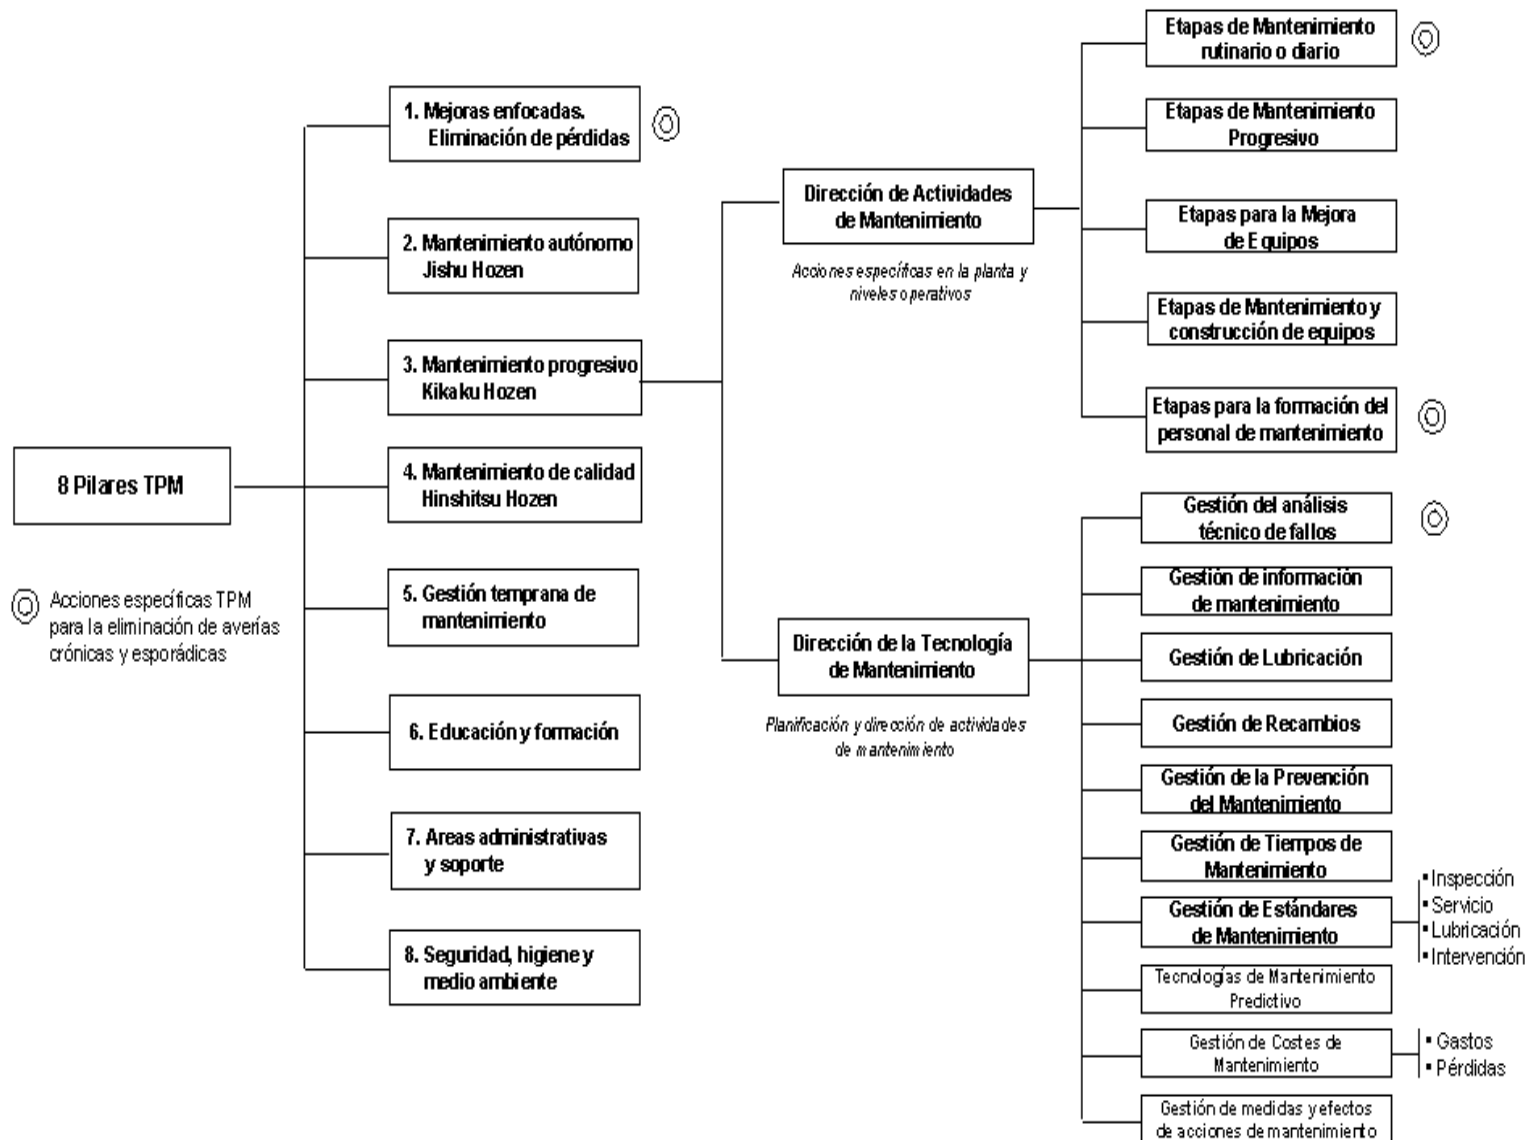 8 Pilares TPM
Acciones específicas TPM
para la eliminación de averías
crónicas y esporádicas
1. Mejoras enfocadas.
Eliminación de pérdidas
2. Mantenimiento autónomo
Jishu Hozen
3. Mantenimiento progresivo
Kikaku Hozen
4. Mantenimiento de calidad
Hinshitsu Hozen
5. Gestión temprana de
mantenimiento
6. Educación y formación
7. Areas administrativas
y soporte
8. Seguridad, higiene y
medio ambiente
Dirección de Actividades
de Mantenimiento
Acciones específicas en la planta y
niveles operativos
Dirección de la Tecnología
de Mantenimiento
Planificación y dirección de actividades
de mantenimiento
Etapas de Mantenimiento
rutinario o diario
Etapas de Mantenimiento
Progresivo
Etapas para la Mejora
de Equipos
Etapas de Mantenimiento y
construcción de equipos
Etapas para la formación del
personal de mantenimiento
Gestión del análisis
técnico de fallos
Gestión de información
de mantenimiento
Gestión de Lubricación
Gestión de Recambios
Gestión de la Prevención
del Mantenimiento
Gestión de Tiempos de
Mantenimiento
Gestión de Estándares
de Mantenimiento
▪ Inspección
▪ Servicio
▪ Lubricación
▪ Intervención
Tecnologías de Mantenimiento
Predictivo
Gestión de Costes de
Mantenimiento
▪ Gastos
▪ Pérdidas
Gestión de medidas y efectos
de acciones de mantenimiento